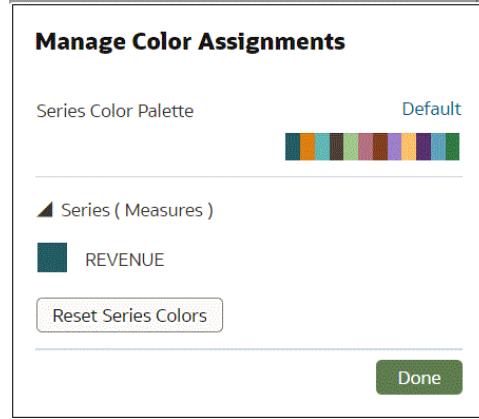 Manage Color Assignments
Series Color Palette Default
Series ( Measures )
REVENUE
Reset Series Colors
Done